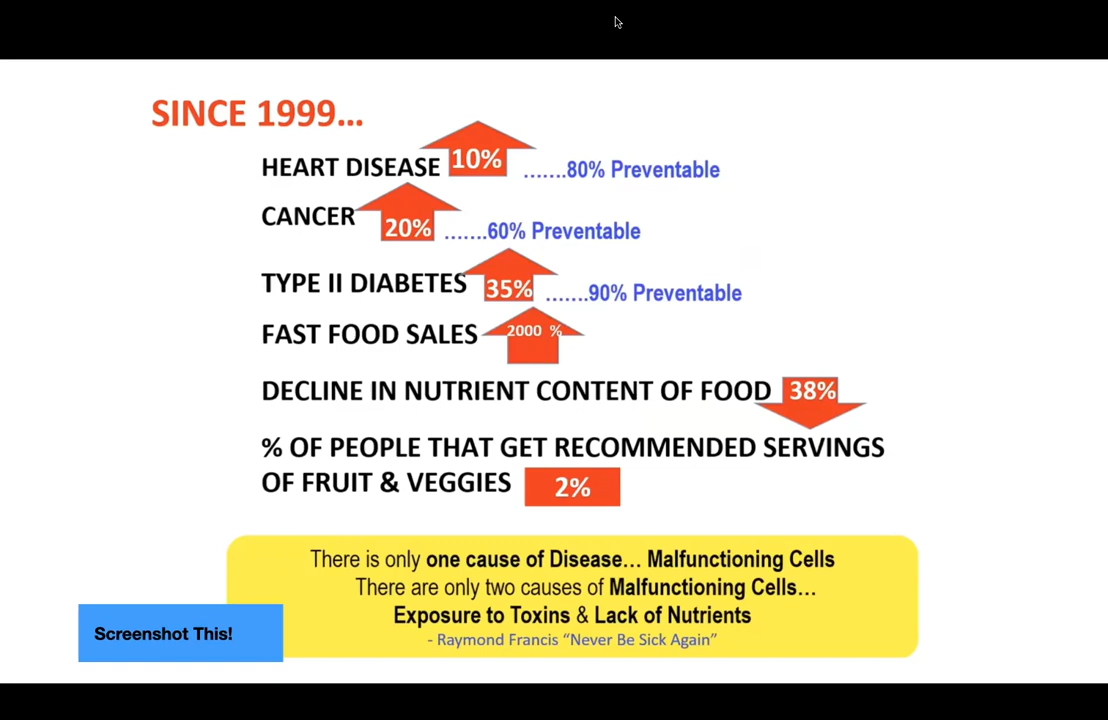 SINCE 1999...
HEART DISEASE 10% .......80% Preventable
CANCER 20% .......60% Preventable
TYPE II DIABETES 35% .......90% Preventable
FAST FOOD SALES 2000 %
DECLINE IN NUTRIENT CONTENT OF FOOD 38%
% OF PEOPLE THAT GET RECOMMENDED SERVINGS
OF FRUIT & VEGGIES 2%
There is only one cause of Disease... Malfunctioning Cells
There are only two causes of Malfunctioning Cells...
Exposure to Toxins & Lack of Nutrients
- Raymond Francis “Never Be Sick Again”
Screenshot This!